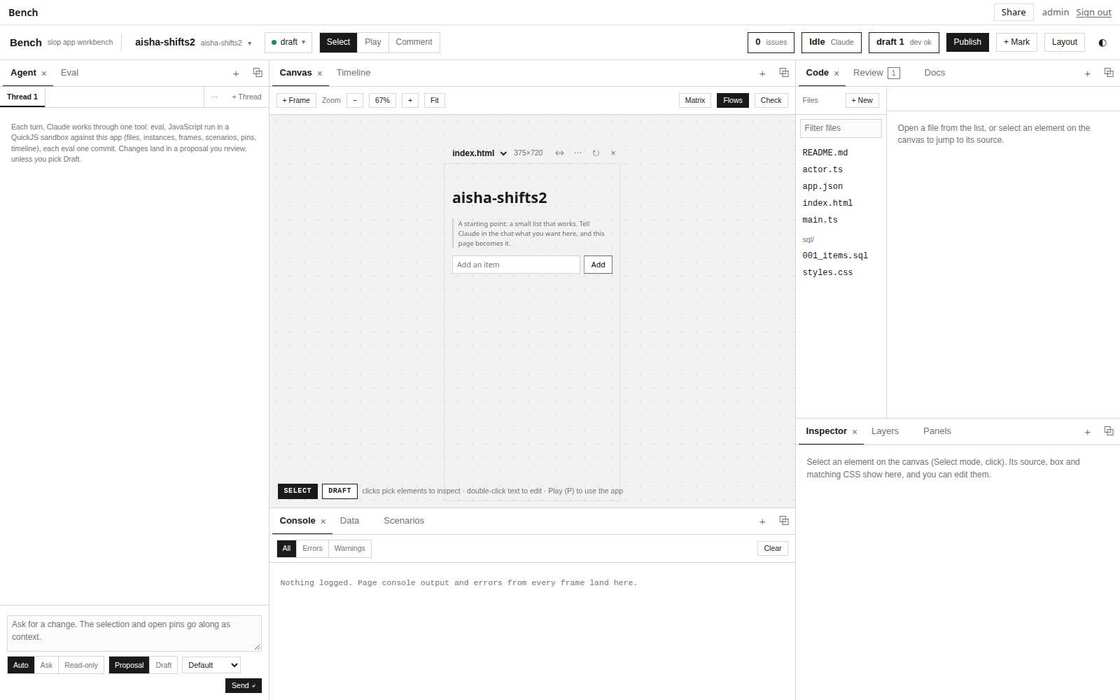 Bench
Share admin Sign out
Bench slop app workbench aisha-shifts2 aisha-shifts2 draft Select Play Comment 0 issues Idle Claude draft 1 dev ok Publish + Mark Layout
Agent × Eval +
Thread 1 ··· + Thread
Each turn, Claude works through one tool: eval, JavaScript run in a
QuickJS sandbox against this app (files, instances, frames, scenarios, pins,
timeline), each eval one commit. Changes land in a proposal you review,
unless you pick Draft.
Ask for a change. The selection and open pins go along as
context.
Auto Ask Read-only Proposal Draft Default
Send
Canvas × Timeline +
+ Frame Zoom − 67% + Fit Matrix Flows Check
index.html 375×720 ··· ×
aisha-shifts2
A starting point: a small list that works. Tell
Claude in the chat what you want here, and this
page becomes it.
Add an item Add
SELECT DRAFT clicks pick elements to inspect · double-click text to edit · Play (P) to use the app
Console × Data Scenarios +
All Errors Warnings Clear
Nothing logged. Page console output and errors from every frame land here.
Code × Review 1 Docs +
Files + New
Filter files
README.md
actor.ts
app.json
index.html
main.ts
sql/
001_items.sql
styles.css
Open a file from the list, or select an element on the
canvas to jump to its source.
Inspector × Layers Panels +
Select an element on the canvas (Select mode, click). Its source, box and
matching CSS show here, and you can edit them.